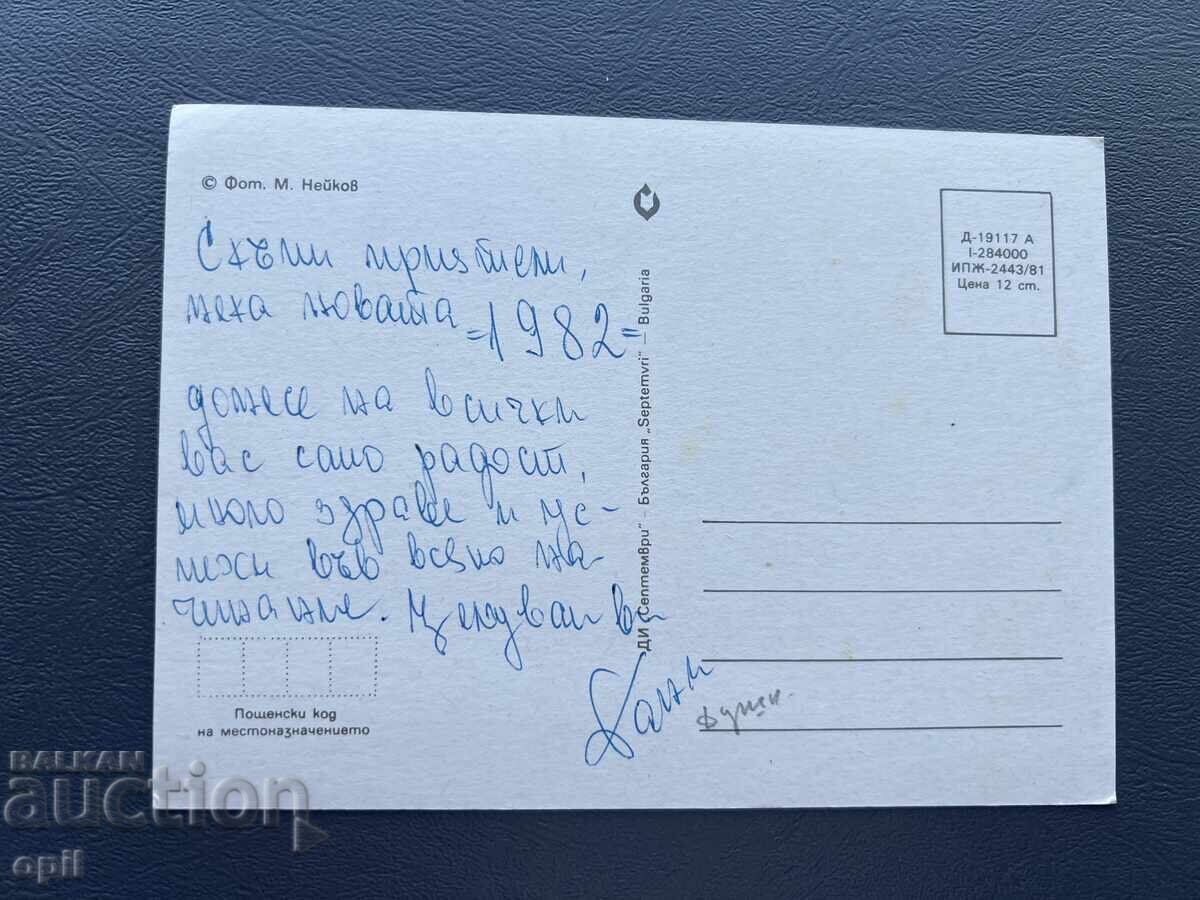 © Фот. М. Нейков
Скъпи приятели,
нека новата =1982=
донесе на всички
вас само радост,
много здраве и ус-
пехи във всяко на-
чинание. Целувам ви
Пощенски код
на местоназначението
ДИ „Септември" – България „Septemvri" – Bulgaria
Д-19117 А
I-284000
ИПЖ-2443/81
Цена 12 ст.
BALKAN
auction
opil